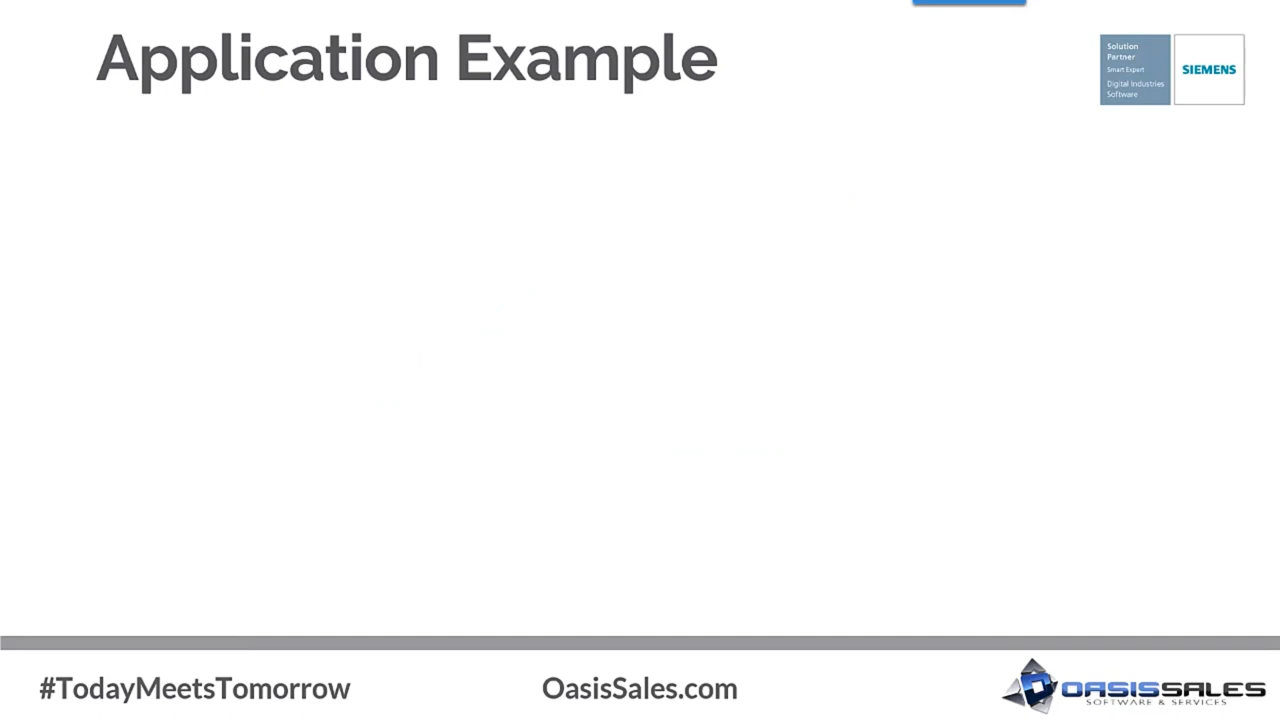 Application Example
Solution
Partner
Smart Expert
Digital Industries
Software
SIEMENS
#TodayMeetsTomorrow
OasisSales.com
OASISSALES
SOFTWARE & SERVICES